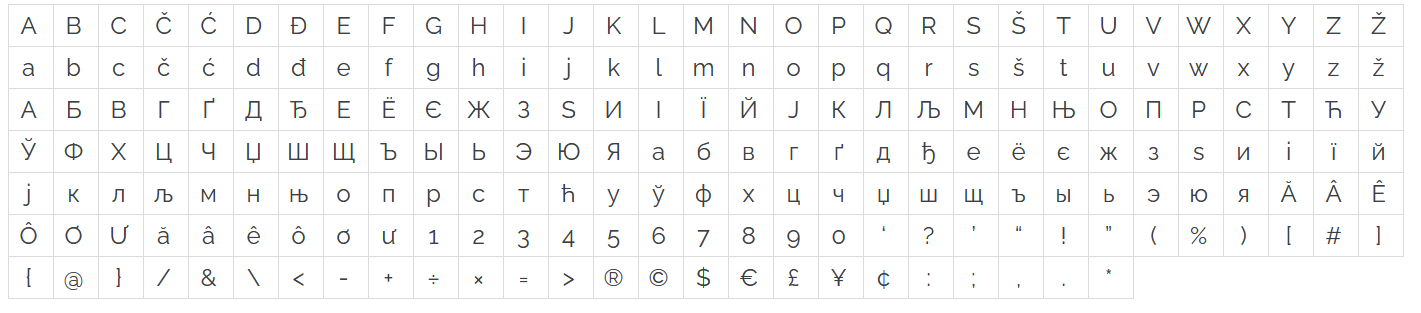 A B C Č Ć D Đ E F G H I J K L M N O P Q R S Š T U V W X Y Z Ž
a b c č ć d đ e f g h i j k l m n o p q r s š t u v w x y z ž
А Б В Г Ґ Д Ђ Е Ё Є Ж З Ѕ И І Ї Й Ј К Л Љ М Н Њ О П Р С Т Ћ У
Ў Ф Х Ц Ч Џ Ш Щ Ъ Ы Ь Э Ю Я а б в г ґ д ђ е ё є ж з ѕ и і ї й
ј к л љ м н њ о п р с т ћ у ў ф х ц ч џ ш щ ъ ы ь э ю я Ă Â Ê
Ô Ơ Ư ă â ê ô ơ ư 1 2 3 4 5 6 7 8 9 0 ‘ ? ’ “ ! ” ( % ) [ # ]
{ @ } / & \ < - + ÷ × = > ® © $ € £ ¥ ¢ : ; , . *